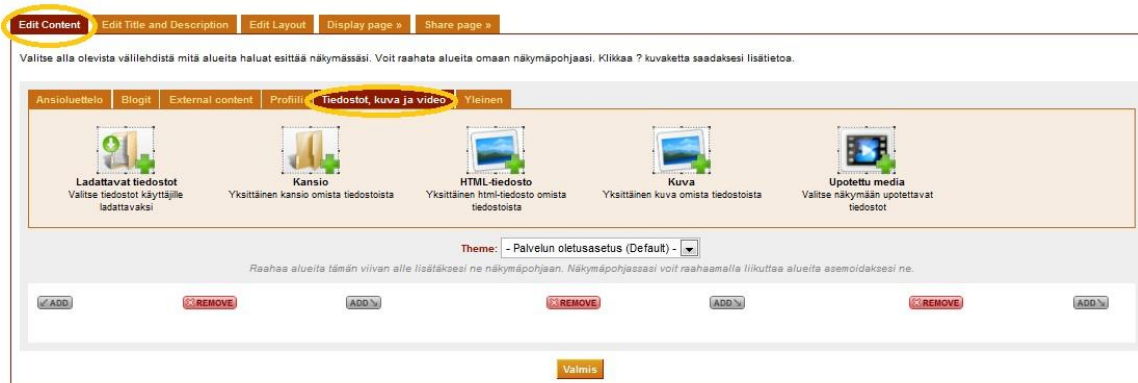 Edit Content Edit Title and Description Edit Layout Display page » Share page »
Valitse alla olevista välilehdistä mitä alueita haluat esittää näkymässäsi. Voit raahata alueita omaan näkymäpohjaasi. Klikkaa ? kuvaketta saadaksesi lisätietoa.
Ansioluettelo Blogit External content Profiili Tiedostot, kuva ja video Yleinen
Ladattavat tiedostot Kansio HTML-tiedosto Kuva Upotettu media
Valitse tiedostot käyttäjille Yksittäinen kansio omista tiedostoista Yksittäinen html-tiedosto omista Yksittäinen kuva omista tiedostoista Valitse näkymään upotettavat
ladattavaksi tiedostoista tiedostot
Theme: - Palvelun oletusasetus (Default) -
Raahaa alueita tämän viivan alle lisätäksesi ne näkymäpohjaan. Näkymäpohjassasi voit raahaamalla liikuttaa alueita asemoidaksesi ne.
ADD REMOVE ADD REMOVE ADD REMOVE ADD
Valmis